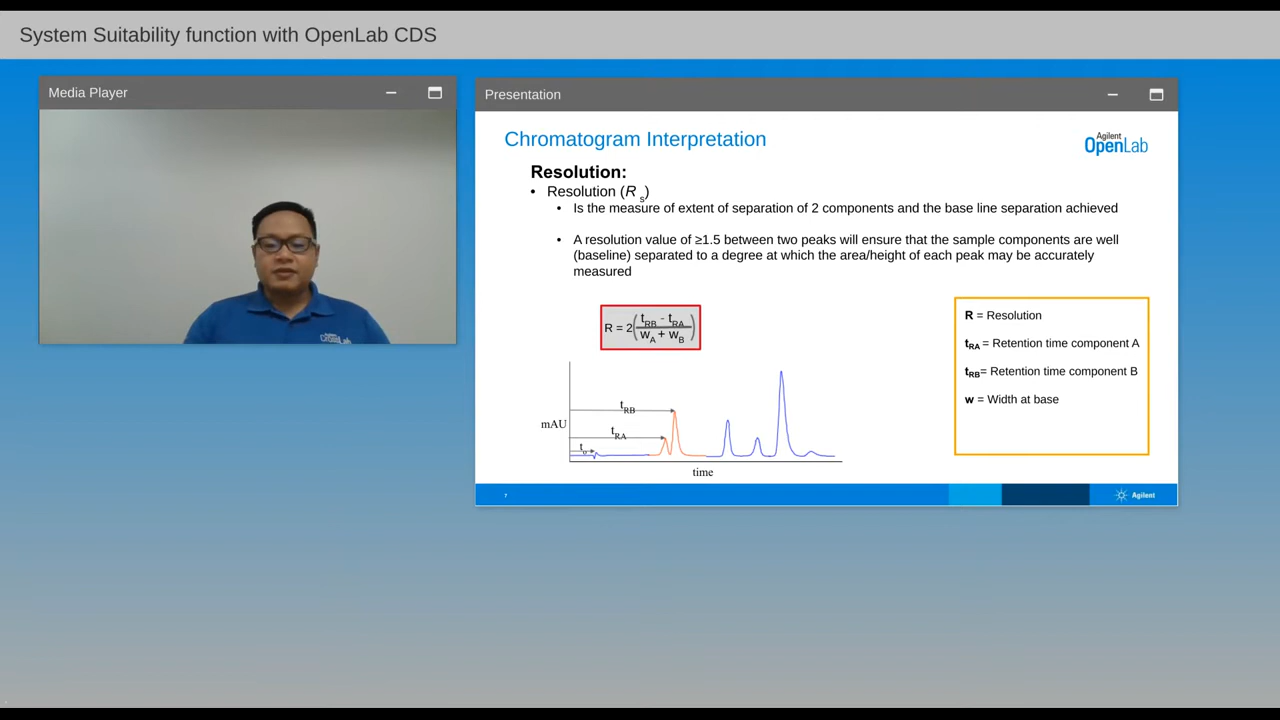 System Suitability function with OpenLab CDS
Media Player
Presentation
Chromatogram Interpretation
Agilent
OpenLab
Resolution:
• Resolution (R s)
• Is the measure of extent of separation of 2 components and the base line separation achieved
• A resolution value of ≥1.5 between two peaks will ensure that the sample components are well
(baseline) separated to a degree at which the area/height of each peak may be accurately
measured
R = 2(tRB - tRA / wA + wB)
R = Resolution
tRA = Retention time component A
tRB= Retention time component B
w = Width at base
tRB
mAU
tRA
to
time
CrossLab
7
Agilent